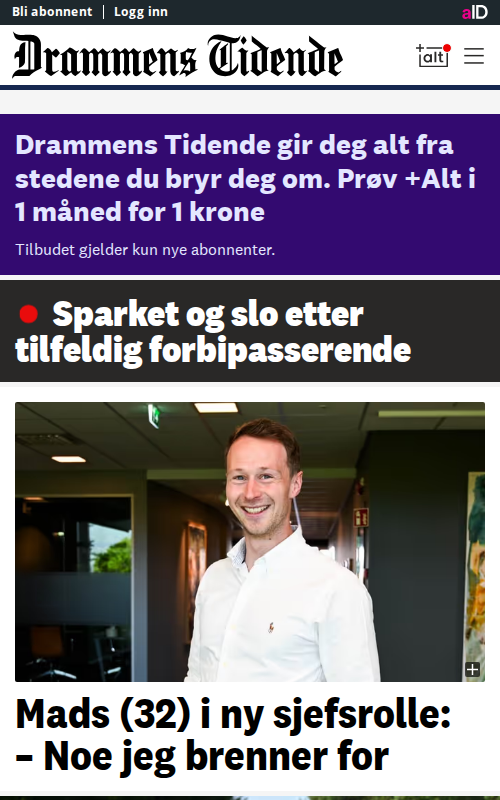 Bli abonnent
Logg inn
aID
Drammens Tidende
+alt
Drammens Tidende gir deg alt fra
stedene du bryr deg om. Prøv +Alt i
1 måned for 1 krone
Tilbudet gjelder kun nye abonnenter.
Sparket og slo etter
tilfeldig forbipasserende
Mads (32) i ny sjefsrolle:
– Noe jeg brenner for